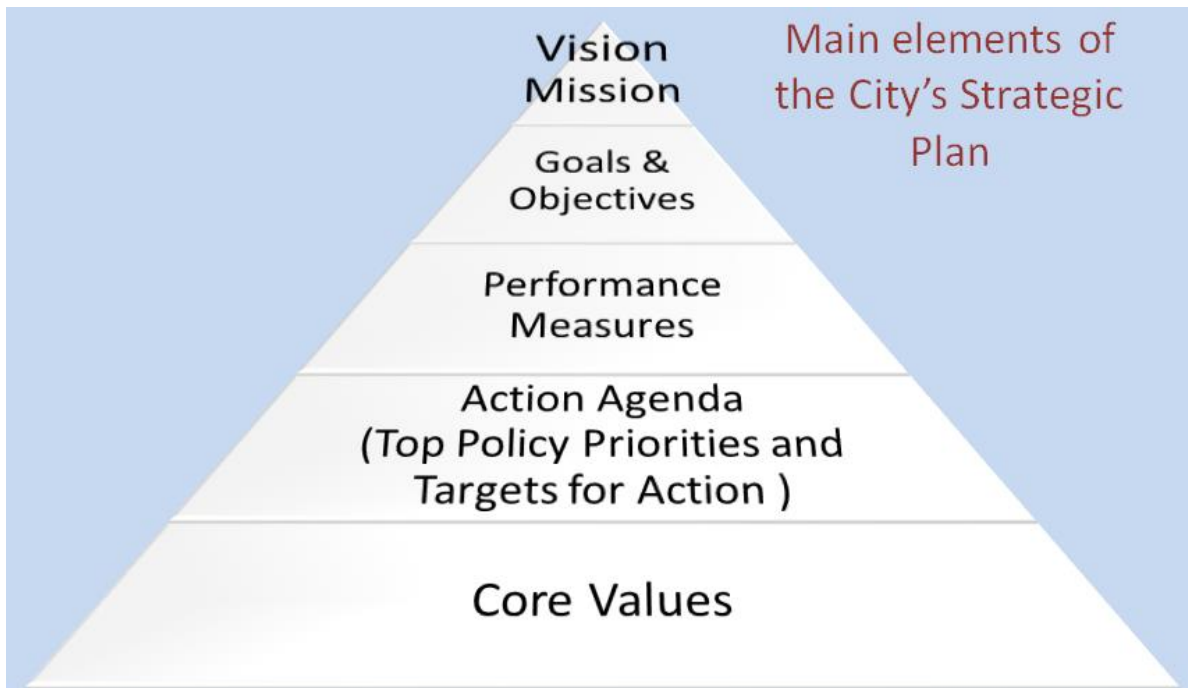 Main elements of
the City's Strategic
Plan
Vision
Mission
Goals &
Objectives
Performance
Measures
Action Agenda
(Top Policy Priorities and
Targets for Action )
Core Values